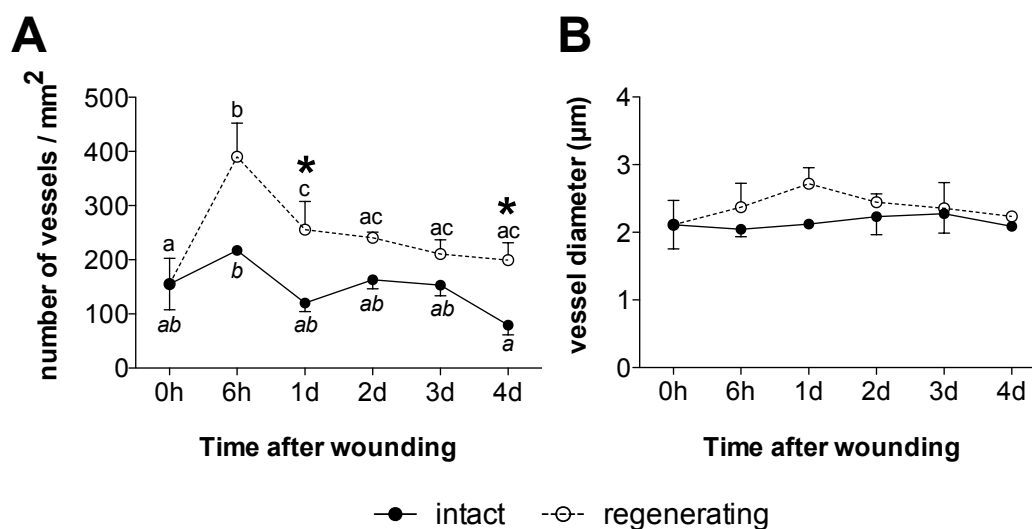 A
number of vessels / mm2
500
400
300
200
100
0
a
b
*
c
ac
ac
*
ac
ab
b
ab
ab
ab
a
0h 6h 1d 2d 3d 4d
Time after wounding
B
vessel diameter (µm)
4
3
2
1
0
0h 6h 1d 2d 3d 4d
Time after wounding
intact regenerating